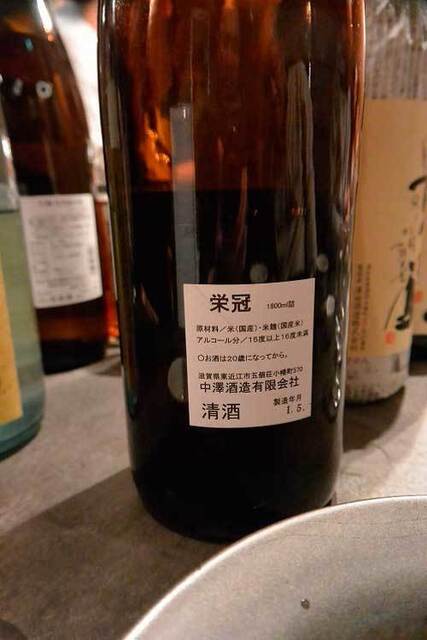 栄冠 1800ml詰
原材料／米(国産)・米麹(国産米)
アルコール分／15度以上16度未満
〇お酒は20歳になってから。
滋賀県東近江市五個荘小幡町570
中澤酒造有限会社
清酒 製造年月
1.5.